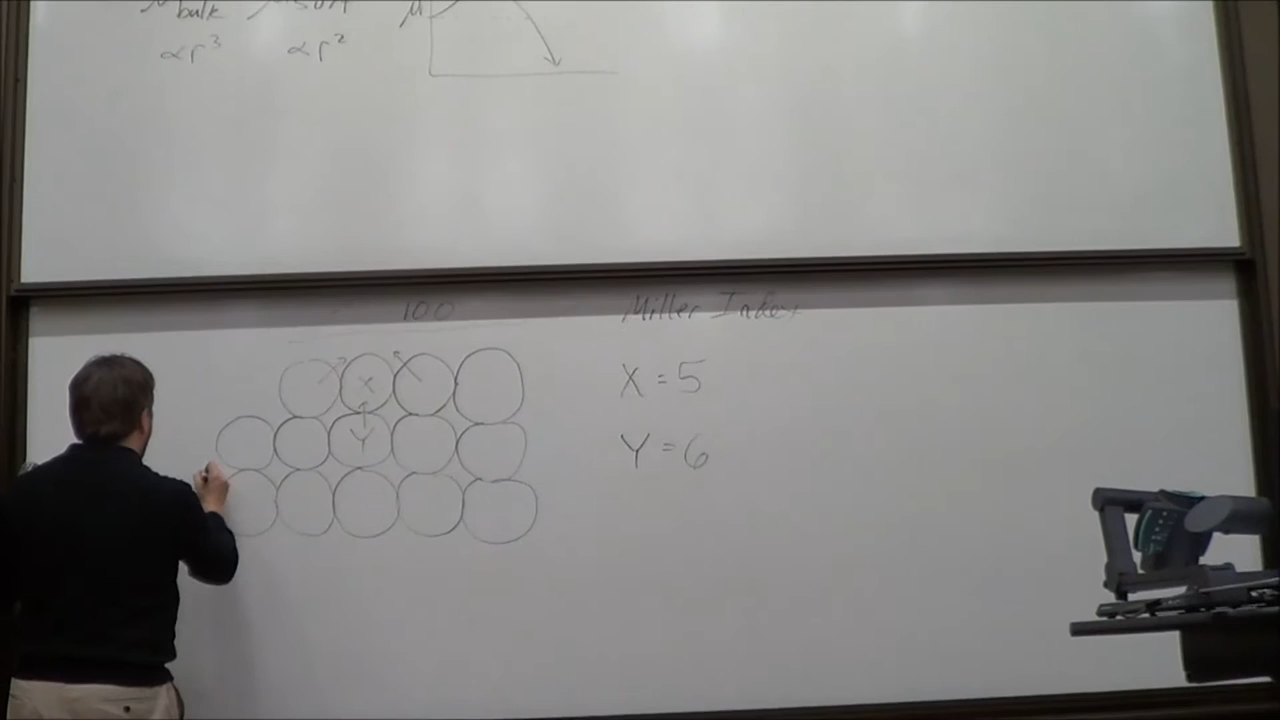 bulk
∝r³ ∝r²
μ
100
Miller Index
X = 5
Y = 6
X
Y